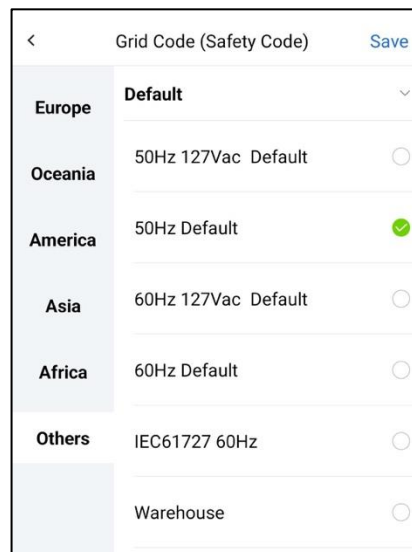 Grid Code (Safety Code) Save
Europe
Oceania
America
Asia
Africa
Others
Default
50Hz 127Vac Default
50Hz Default
60Hz 127Vac Default
60Hz Default
IEC61727 60Hz
Warehouse